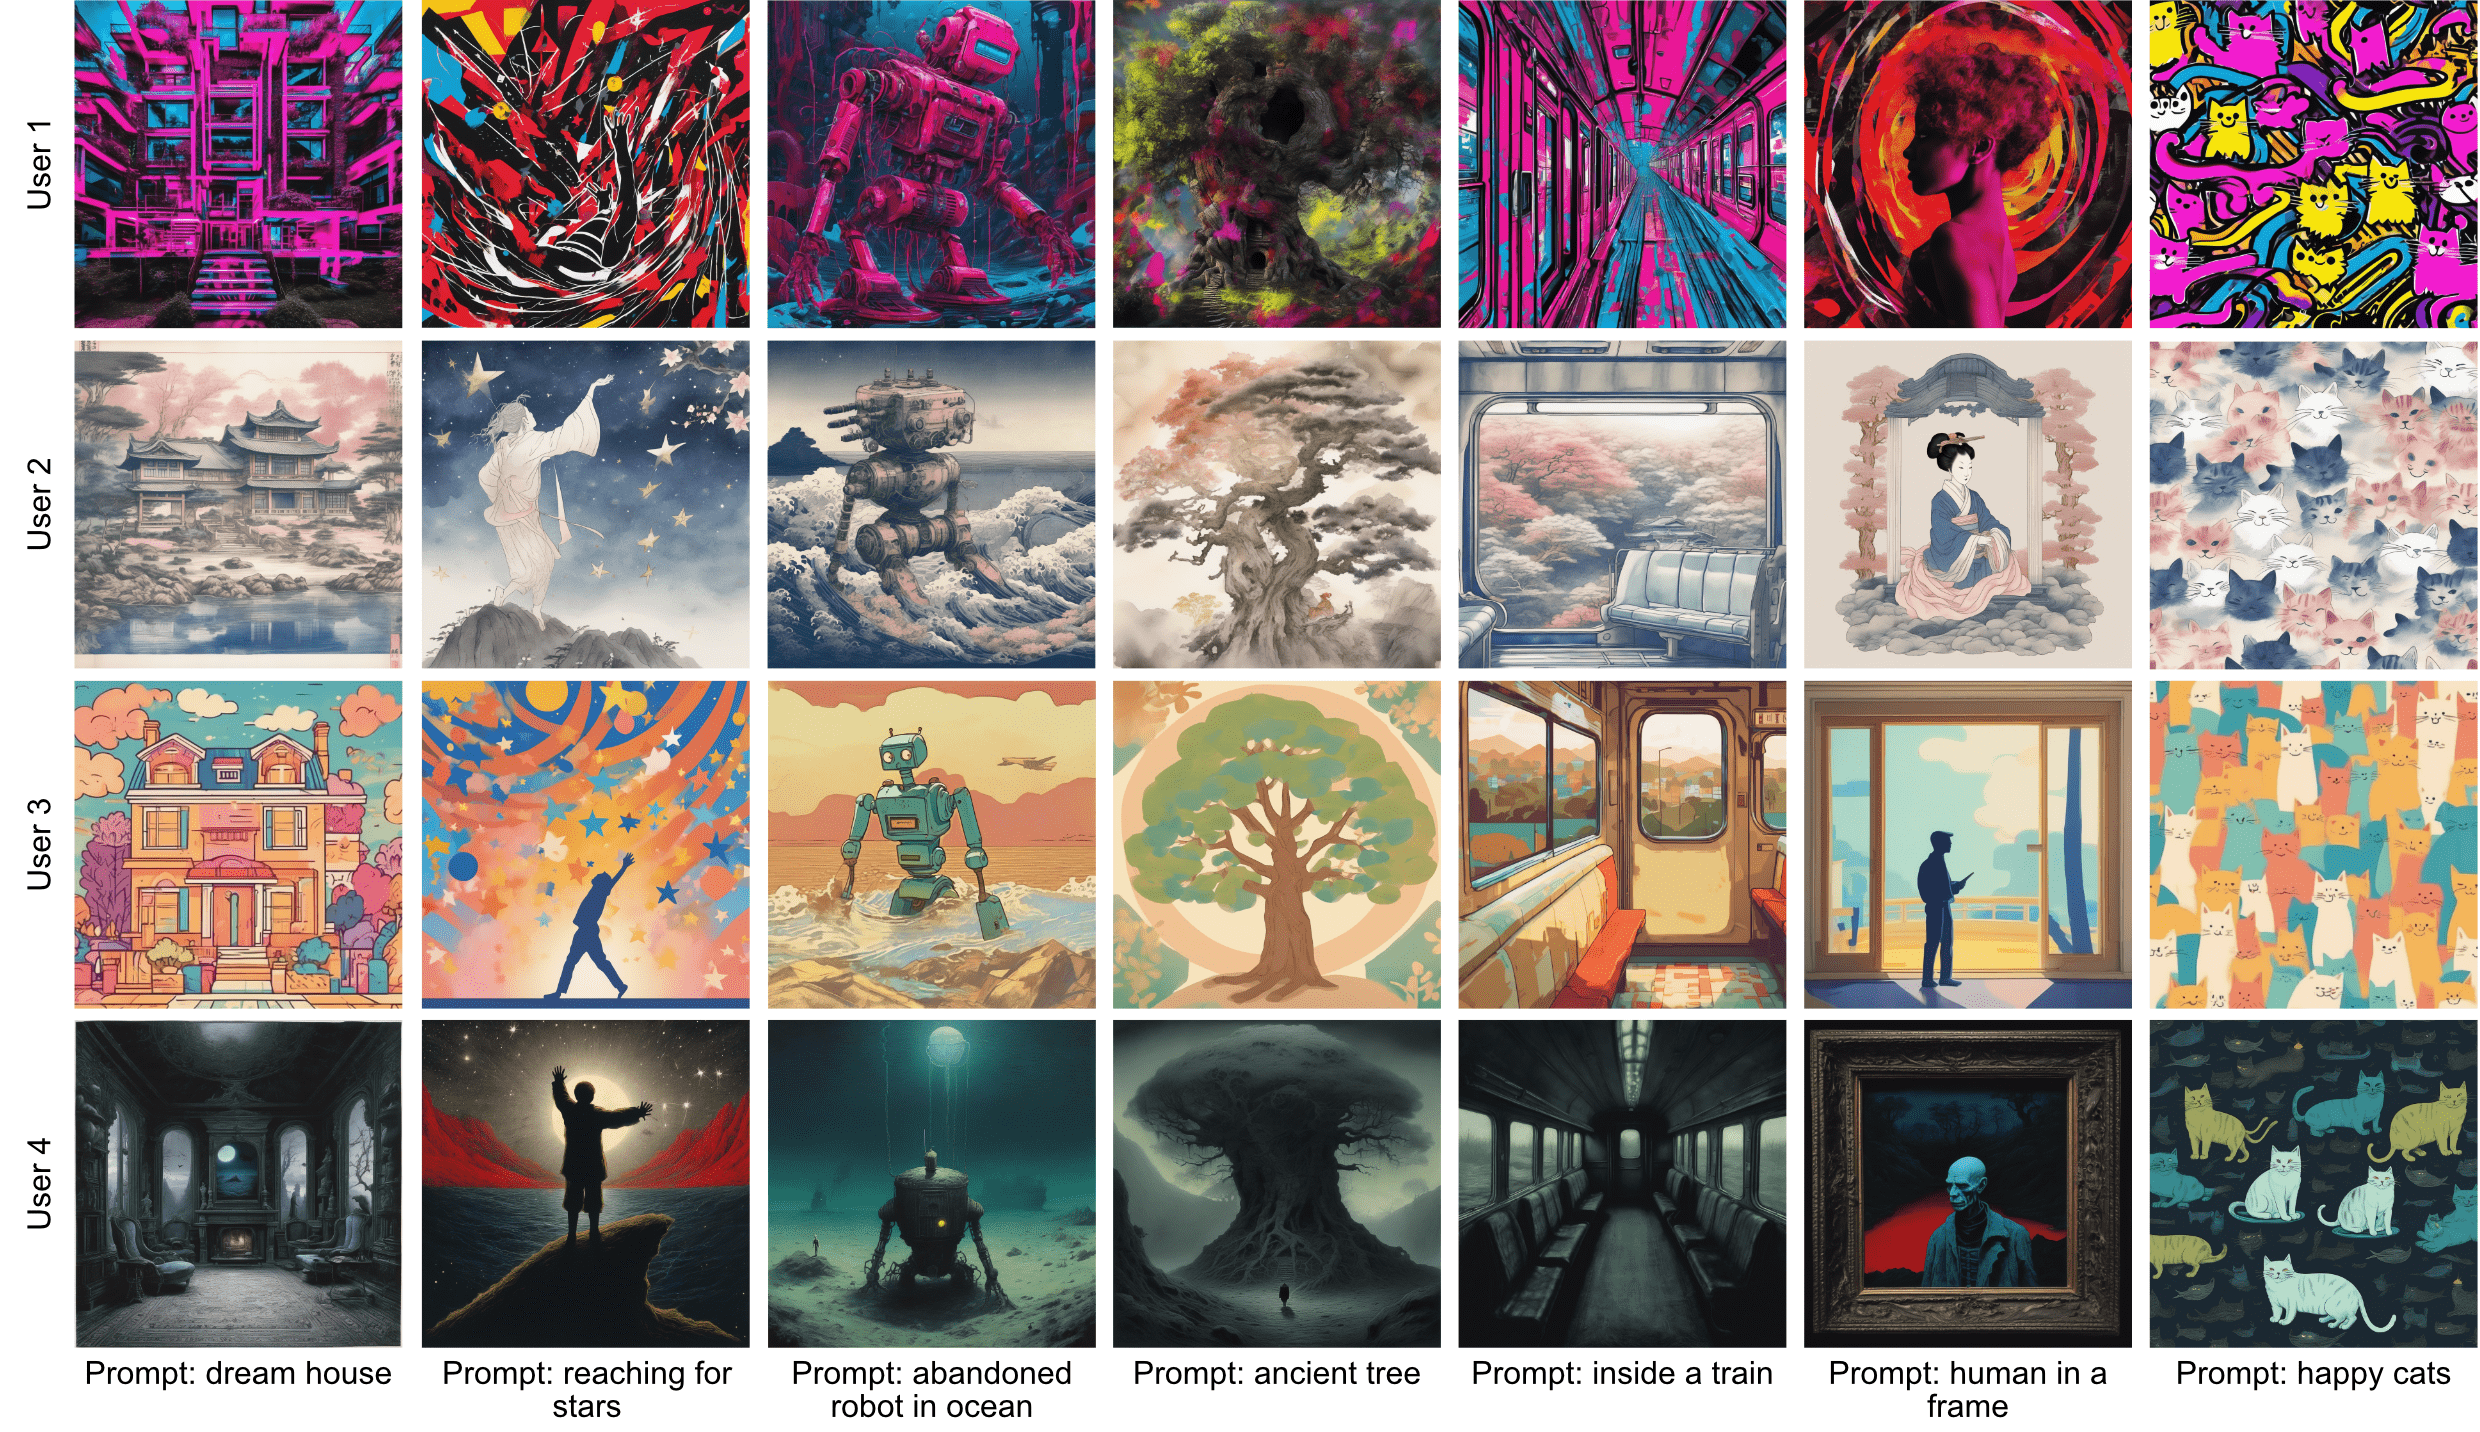 User 1
User 2
User 3
User 4
Prompt: dream house
Prompt: reaching for
stars
Prompt: abandoned
robot in ocean
Prompt: ancient tree
Prompt: inside a train
Prompt: human in a
frame
Prompt: happy cats